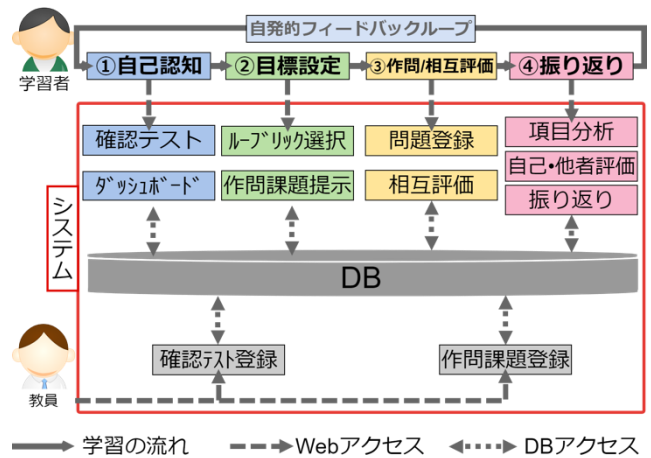 自発的フィードバックループ
学習者
①自己認知
②目標設定
③作問/相互評価
④振り返り
確認テスト
ﾙｰﾌﾞﾘｯｸ選択
問題登録
項目分析
ﾀﾞｯｼｭﾎﾞｰﾄﾞ
作問課題提示
相互評価
自己・他者評価
振り返り
システム
DB
確認ﾃｽﾄ登録
作問課題登録
教員
学習の流れ
Webアクセス
DBアクセス